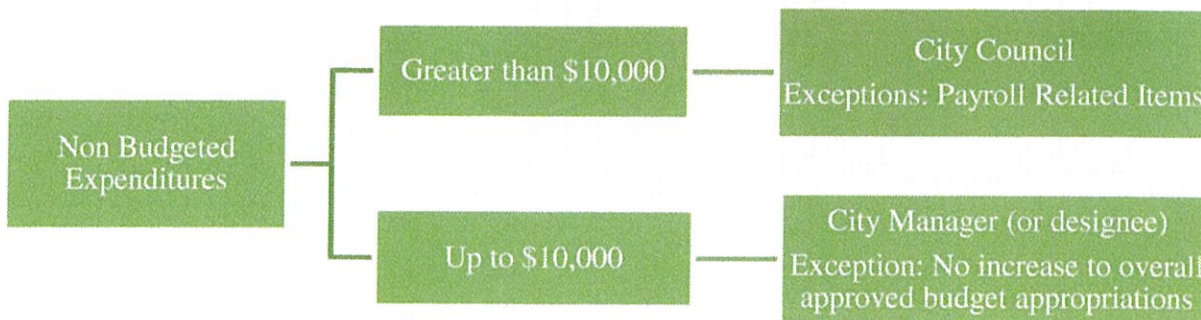 Non Budgeted
Expenditures
Greater than $10,000
City Council
Exceptions: Payroll Related Items
Up to $10,000
City Manager (or designee)
Exception: No increase to overall
approved budget appropriations